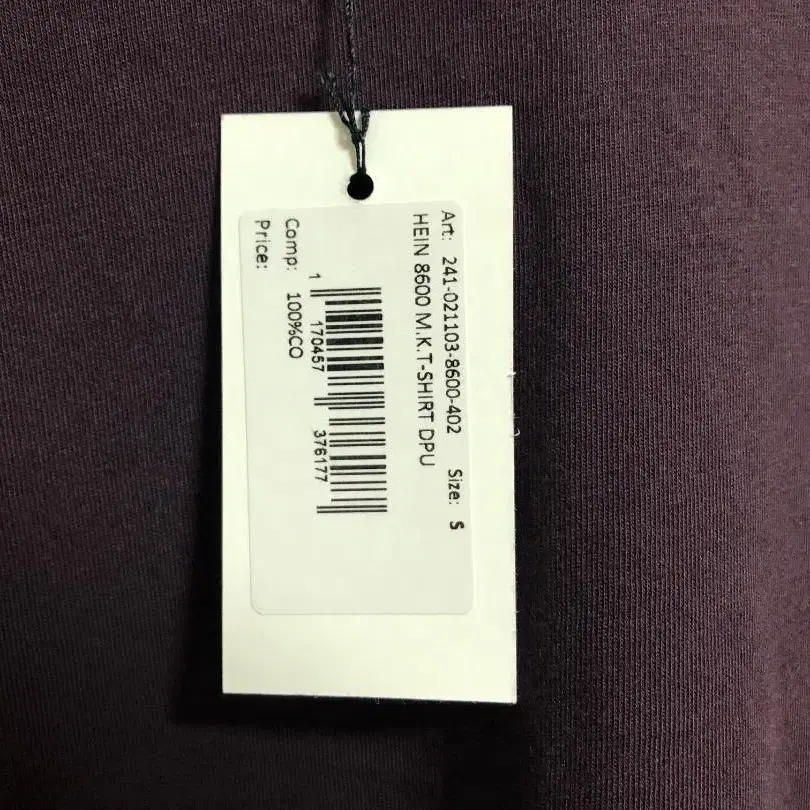 Art: 241-021103-8600-402 Size: S
HEIN 8600 M.K.T-SHIRT DPU
1 170457 376177
Comp: 100%CO
Price: